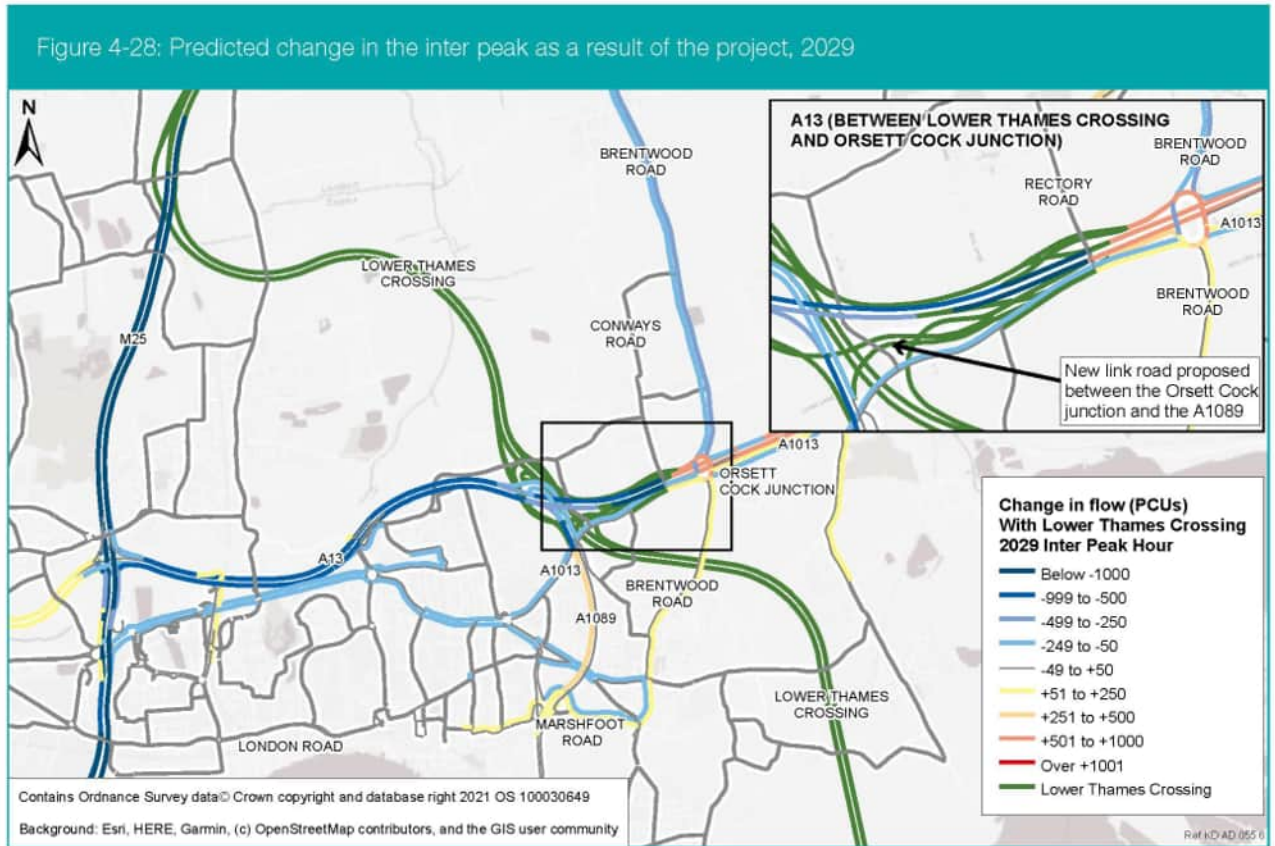 Figure 4-28: Predicted change in the inter peak as a result of the project, 2029
N
BRENTWOOD
ROAD
LOWER THAMES
CROSSING
M25
CONWAYS
ROAD
A1013
ORSETT
COCK JUNCTION
A13
A1013
BRENTWOOD
ROAD
A1089
LOWER THAMES
CROSSING
MARSHFOOT
ROAD
LONDON ROAD
A13 (BETWEEN LOWER THAMES CROSSING
AND ORSETT COCK JUNCTION)
BRENTWOOD
ROAD
RECTORY
ROAD
A1013
BRENTWOOD
ROAD
New link road proposed
between the Orsett Cock
junction and the A1089
Change in flow (PCUs)
With Lower Thames Crossing
2029 Inter Peak Hour
Below -1000
-999 to -500
-499 to -250
-249 to -50
-49 to +50
+51 to +250
+251 to +500
+501 to +1000
Over +1001
Lower Thames Crossing
Contains Ordnance Survey data© Crown copyright and database right 2021 OS 100030649
Background: Esri, HERE, Garmin, (c) OpenStreetMap contributors, and the GIS user community